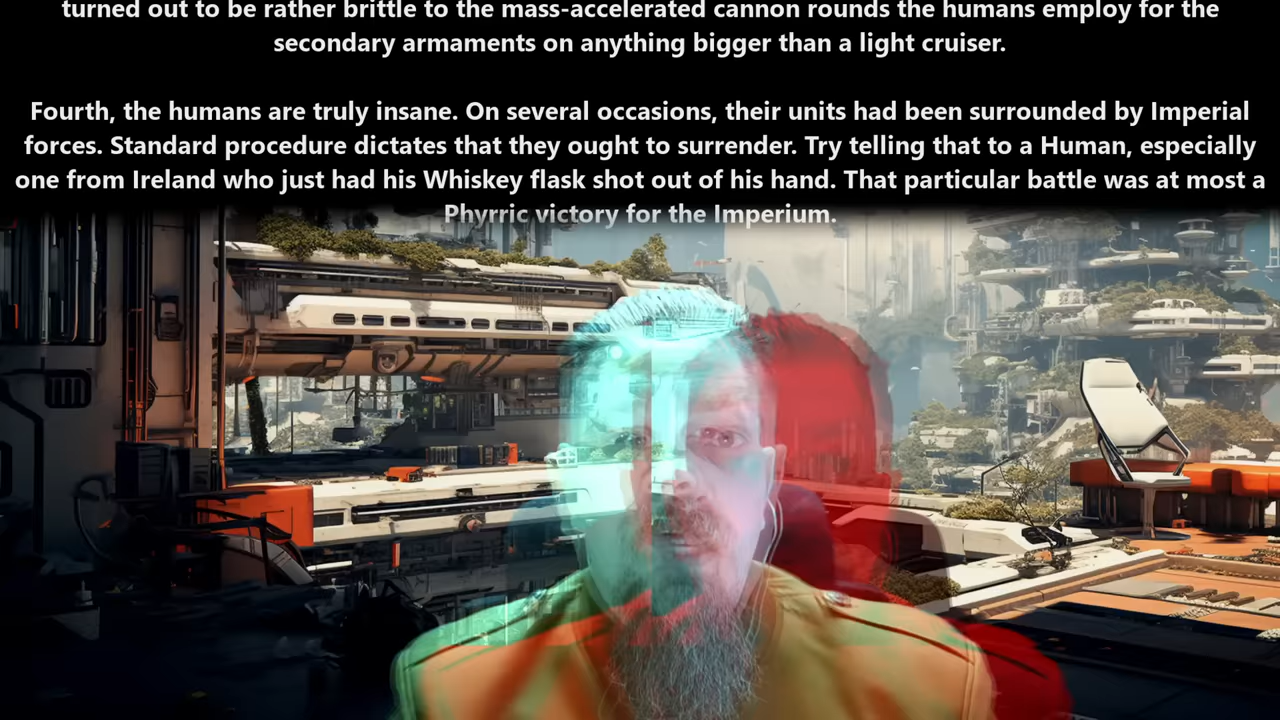 turned out to be rather brittle to the mass-accelerated cannon rounds the humans employ for the
secondary armaments on anything bigger than a light cruiser.
Fourth, the humans are truly insane. On several occasions, their units had been surrounded by Imperial
forces. Standard procedure dictates that they ought to surrender. Try telling that to a Human, especially
one from Ireland who just had his Whiskey flask shot out of his hand. That particular battle was at most a
Phyrric victory for the Imperium.